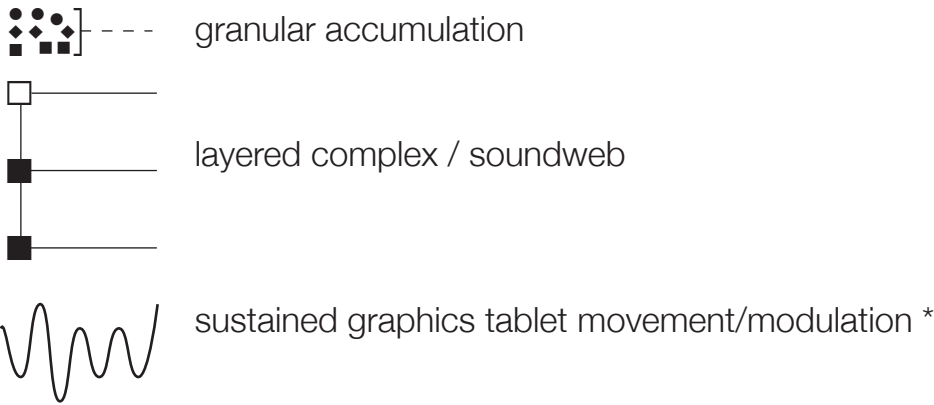 granular accumulation
layered complex / soundweb
sustained graphics tablet movement/modulation *